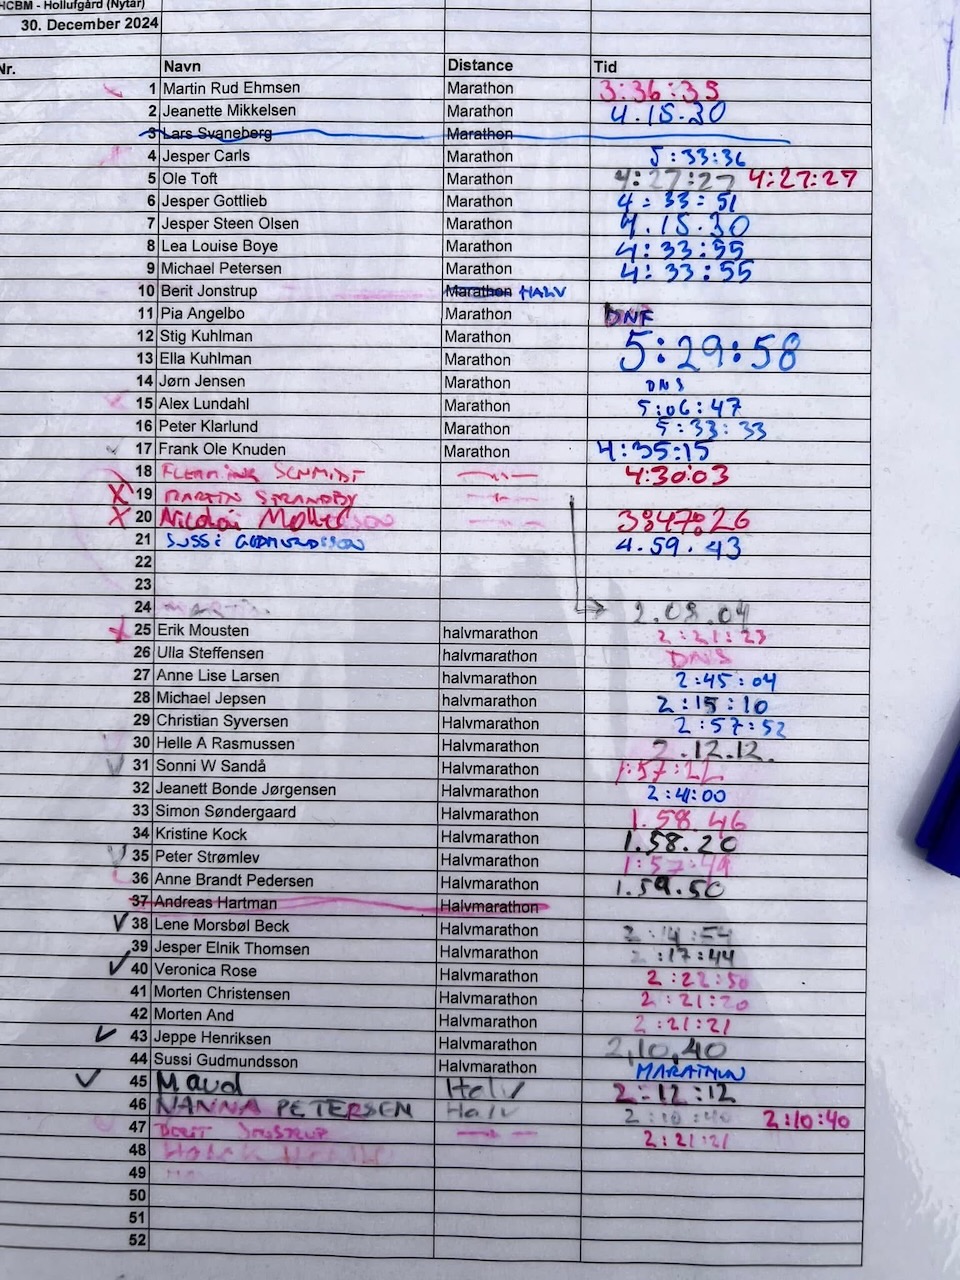 HCBM - Hollufgård (Nytår)
30. December 2024
Nr. Navn Distance Tid
1 Martin Rud Ehmsen Marathon 3:36:35
2 Jeanette Mikkelsen Marathon 4.15.30
3 Lars Svaneberg Marathon
4 Jesper Carls Marathon 5:33:36
5 Ole Toft Marathon 4:27:27 4:27:27
6 Jesper Gottlieb Marathon 4:33:51
7 Jesper Steen Olsen Marathon 4.15.30
8 Lea Louise Boye Marathon 4:33:55
9 Michael Petersen Marathon 4:33:55
10 Berit Jonstrup Marathon HALV
11 Pia Angelbo Marathon DNF
12 Stig Kuhlman Marathon 5:29:58
13 Ella Kuhlman Marathon
14 Jørn Jensen Marathon DNS
15 Alex Lundahl Marathon 5:06:47
16 Peter Klarlund Marathon 5:33:33
17 Frank Ole Knuden Marathon 4:35:15
18 FLEMMING SCHMIDT 4:30:03
19 MARTIN STRANDBY
20 Nicolai 3:47:26
21 SUSSI GUDMUNDSSON 4.59.43
22
23
24 MARTIN 2.03.04
25 Erik Mousten halvmarathon 2:21:23
26 Ulla Steffensen halvmarathon DNS
27 Anne Lise Larsen halvmarathon 2:45:04
28 Michael Jepsen halvmarathon 2:15:10
29 Christian Syversen Halvmarathon 2:57:52
30 Helle A Rasmussen Halvmarathon 2.12.12.
31 Sonni W Sandå Halvmarathon
32 Jeanett Bonde Jørgensen Halvmarathon 2:41:00
33 Simon Søndergaard Halvmarathon 1.58.46
34 Kristine Kock Halvmarathon 1.58.20
35 Peter Strømlev Halvmarathon 1:57:49
36 Anne Brandt Pedersen Halvmarathon 1.59.50
37 Andreas Hartman Halvmarathon
38 Lene Morsbøl Beck Halvmarathon 2:14:54
39 Jesper Elnik Thomsen Halvmarathon 2:17:44
40 Veronica Rose Halvmarathon 2:22:50
41 Morten Christensen Halvmarathon 2:21:20
42 Morten And Halvmarathon 2:21:21
43 Jeppe Henriksen Halvmarathon 2,10,40
44 Sussi Gudmundsson Halvmarathon MARATHON
45 Maud Halv 2:12:12
46 NANNA PETERSEN Halv 2:10:40 2:10:40
47 BERIT JONSTRUP 2:21:21
48
49
50
51
52